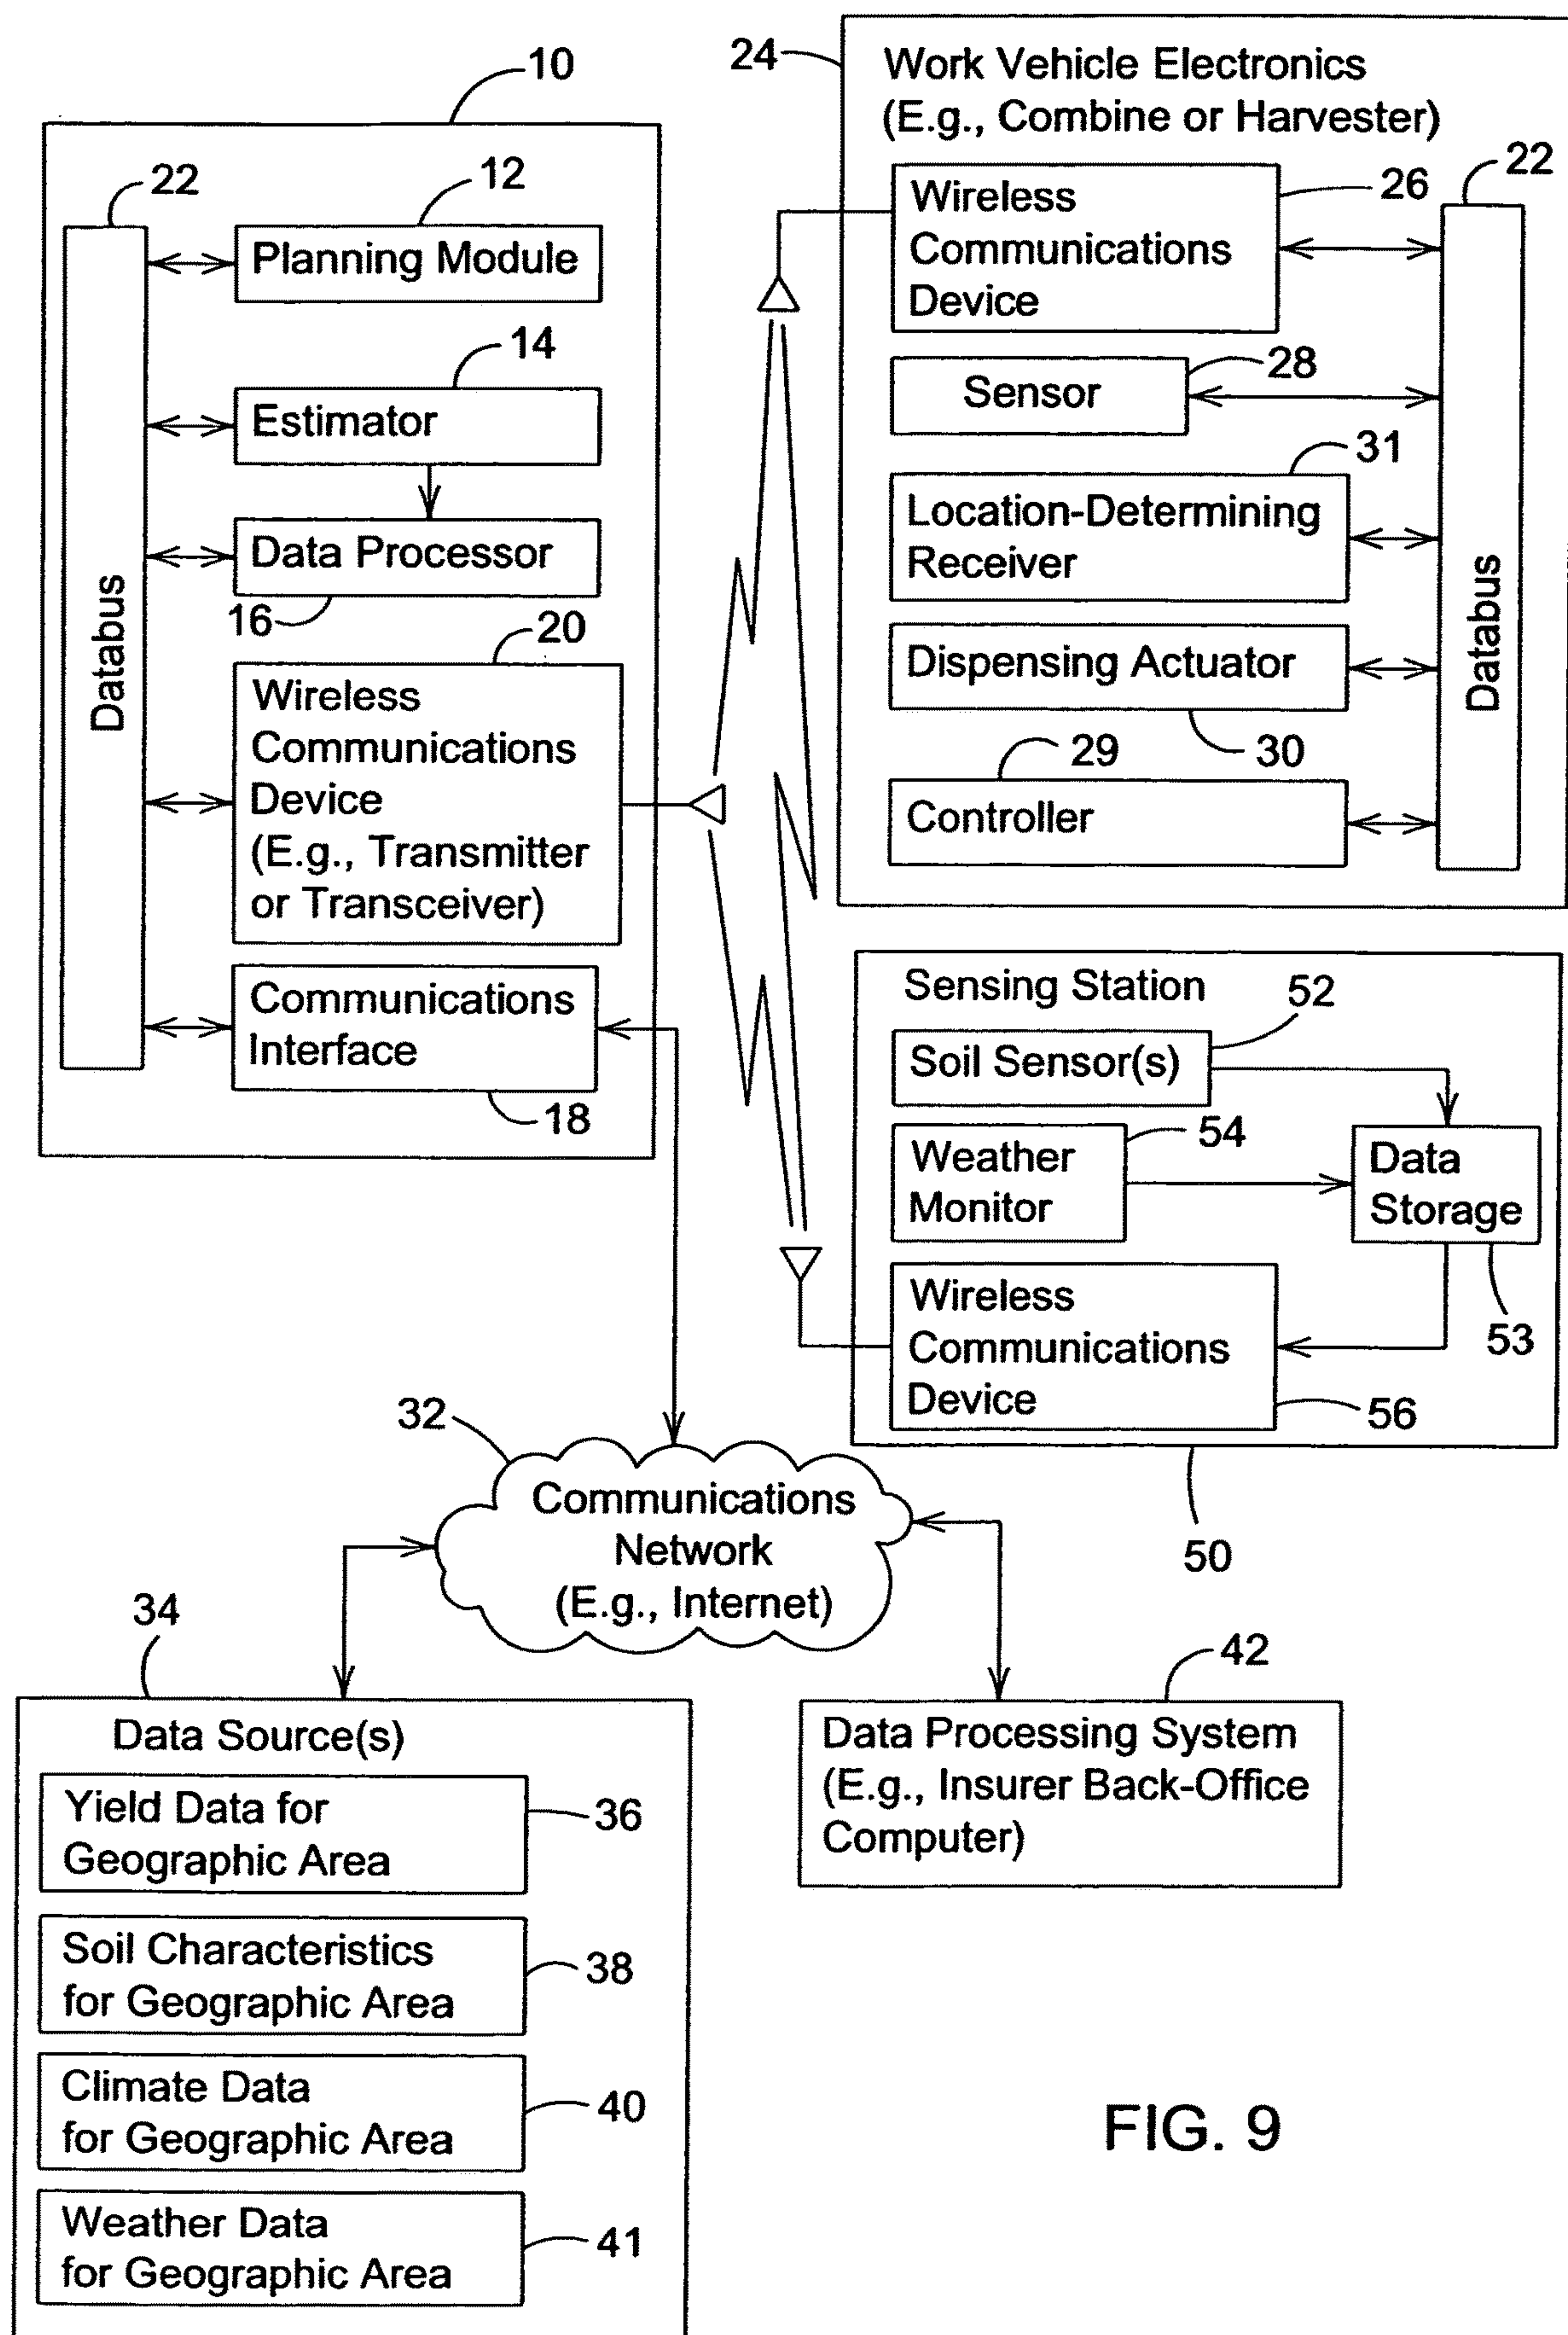 10
22
12
Planning Module
14
Estimator
Data Processor
16
20
Databus
Wireless
Communications
Device
(E.g., Transmitter
or Transceiver)
Communications
Interface
18
24
Work Vehicle Electronics
(E.g., Combine or Harvester)
22
Wireless
Communications
Device
26
Sensor
28
31
Location-Determining
Receiver
Dispensing Actuator
30
29
Controller
Databus
Sensing Station
52
Soil Sensor(s)
54
Weather
Monitor
Data
Storage
53
Wireless
Communications
Device
56
50
32
Communications
Network
(E.g., Internet)
34
Data Source(s)
Yield Data for
Geographic Area
36
Soil Characteristics
for Geographic Area
38
Climate Data
for Geographic Area
40
Weather Data
for Geographic Area
41
42
Data Processing System
(E.g., Insurer Back-Office
Computer)
FIG. 9